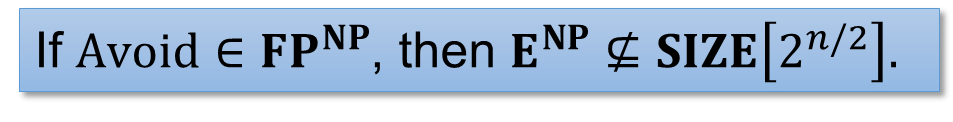 If Avoid ∈ FP^NP, then E^NP ⊈ SIZE[2^{n/2}].